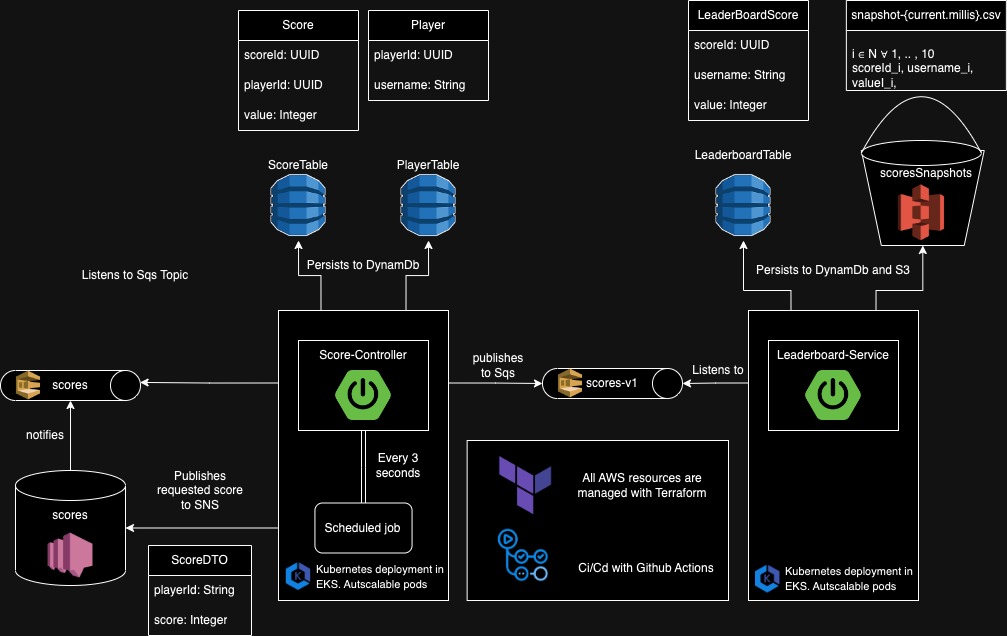 Score
scoreId: UUID
playerId: UUID
value: Integer
Player
playerId: UUID
username: String
LeaderBoardScore
scoreId: UUID
username: String
value: Integer
snapshot-{current.millis}.csv
i ∈ N ∀ 1, .. , 10
scoreId_i, username_i,
valueI_i,
ScoreTable
PlayerTable
LeaderboardTable
scoresSnapshots
Listens to Sqs Topic
Persists to DynamDb
Persists to DynamDb and S3
Score-Controller
Leaderboard-Service
scores
publishes
to Sqs
scores-v1
Listens to
notifies
Every 3
seconds
Publishes
requested score
to SNS
scores
Scheduled job
All AWS resources are
managed with Terraform
Ci/Cd with Github Actions
Kubernetes deployment in
EKS. Autscalable pods
Kubernetes deployment in
EKS. Autscalable pods
ScoreDTO
playerId: String
score: Integer